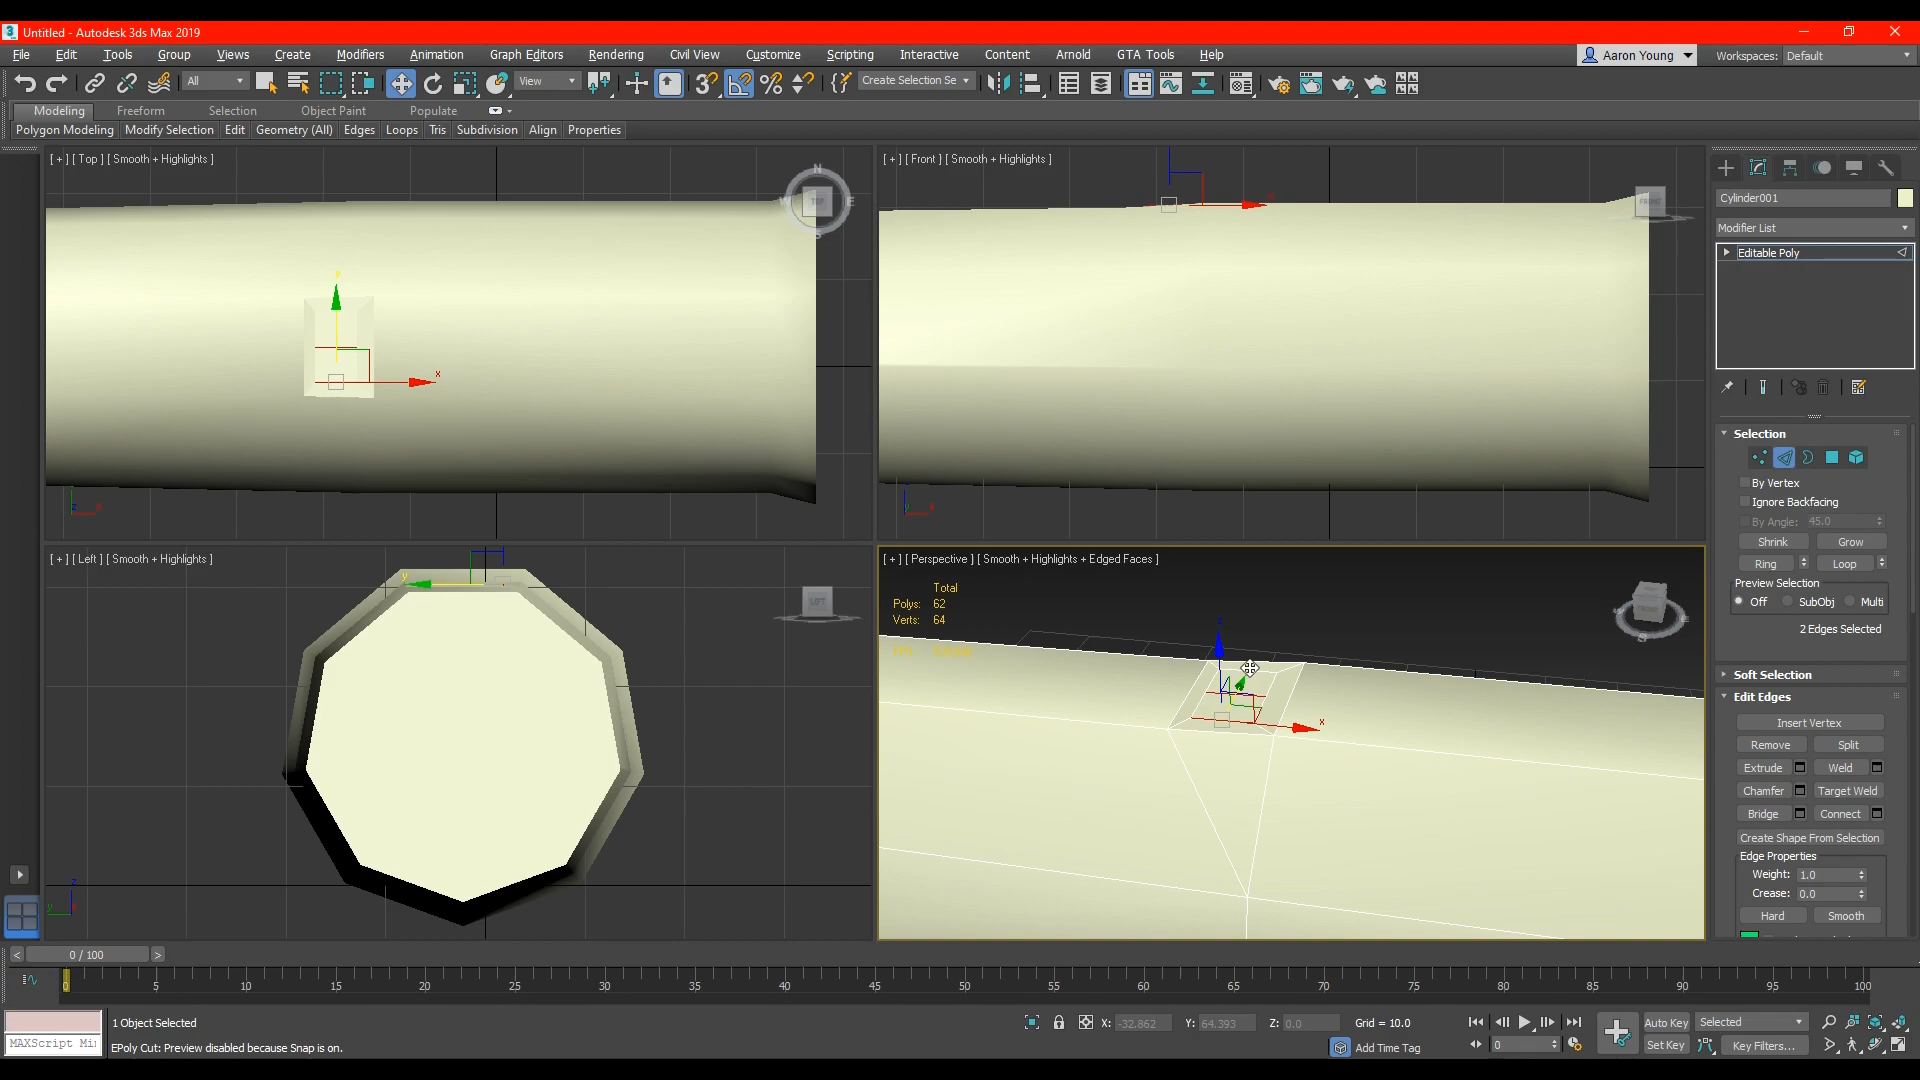 Untitled - Autodesk 3ds Max 2019
File Edit Tools Group Views Create Modifiers Animation Graph Editors Rendering Civil View Customize Scripting Interactive Content Arnold GTA Tools Help Aaron Young Workspaces: Default
All View Create Selection Se
Modeling Freeform Selection Object Paint Populate
Polygon Modeling Modify Selection Edit Geometry (All) Edges Loops Tris Subdivision Align Properties
[ + ] [ Top ] [ Smooth + Highlights ]
N
TOP
E
S
y
x
[ + ] [ Front ] [ Smooth + Highlights ]
FRONT
Cylinder001
Modifier List
Editable Poly
Selection
By Vertex
Ignore Backfacing
By Angle: 45.0
Shrink Grow
Ring Loop
Preview Selection
Off SubObj Multi
2 Edges Selected
Soft Selection
Edit Edges
Insert Vertex
Remove Split
Extrude Weld
Chamfer Target Weld
Bridge Connect
Create Shape From Selection
Edge Properties
Weight: 1.0
Crease: 0.0
Hard Smooth
[ + ] [ Left ] [ Smooth + Highlights ]
y
LEFT
z
y
[ + ] [ Perspective ] [ Smooth + Highlights + Edged Faces ]
Total
Polys: 62
Verts: 64
FPS:
z
x
S
< 0 / 100 >
0 5 10 15 20 25 30 35 40 45 50 55 60 65 70 75 80 85 90 95 100
1 Object Selected
X: -32.862 Y: 64.393 Z: 0.0 Grid = 10.0
Auto Key Selected
MAXScript Mi
EPoly Cut: Preview disabled because Snap is on.
Add Time Tag
0
Set Key Key Filters...